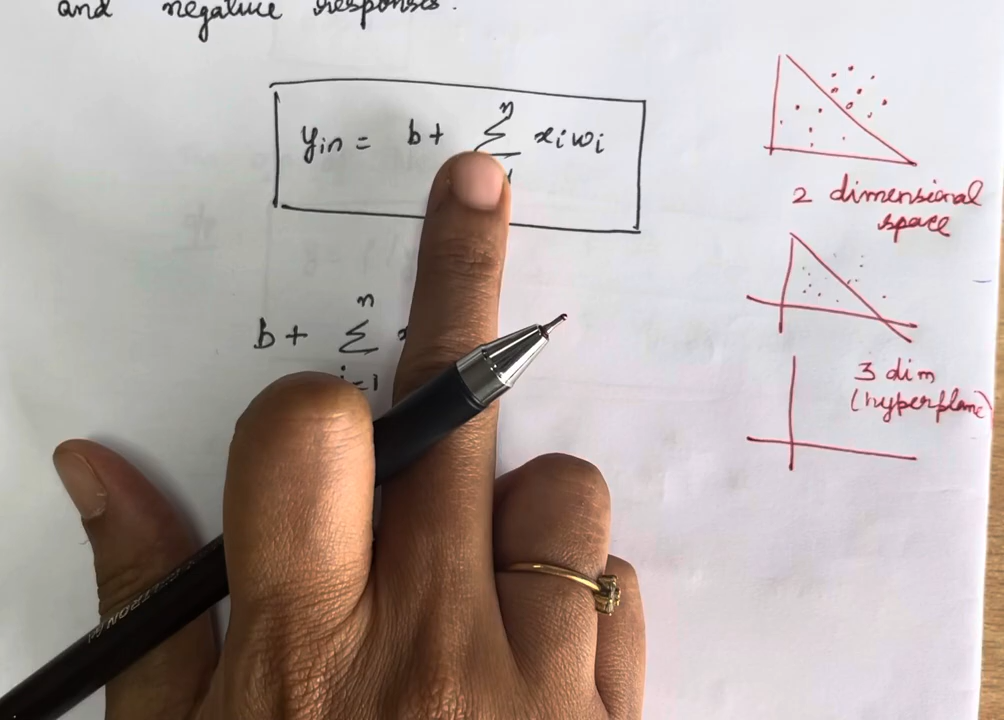 and negative responses.
yin = b + n Σ xiwi
b + n Σ i=1
2 dimensional
space
3 dim
(hyperplane)